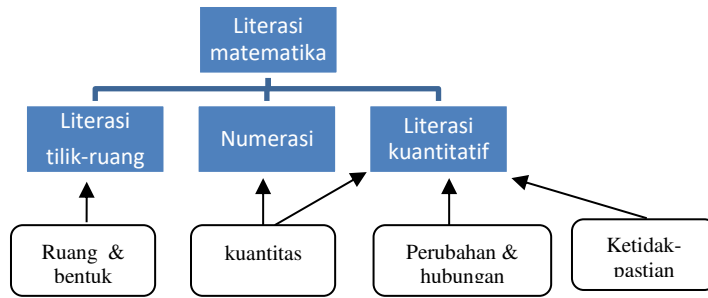 Literasi
matematika
Literasi
tilik-ruang
Numerasi
Literasi
kuantitatif
Ruang & 
bentuk
kuantitas
Perubahan &
hubungan
Ketidak-
pastian